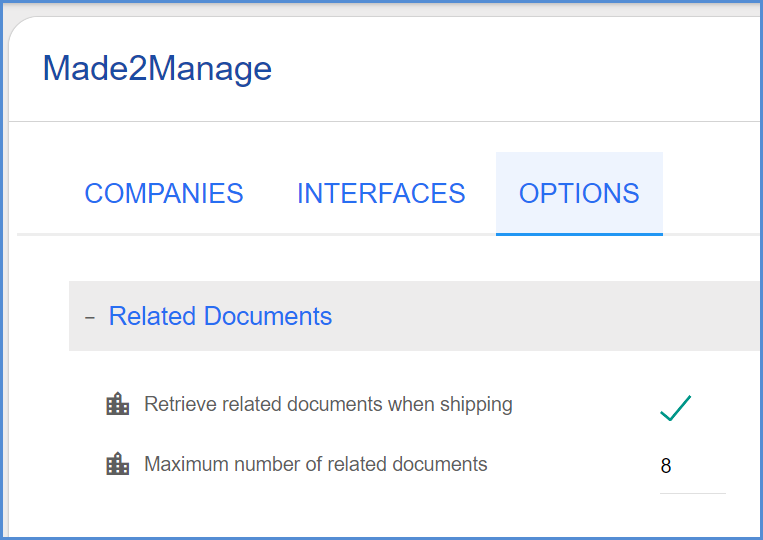 Made2Manage
COMPANIES INTERFACES OPTIONS
– Related Documents
Retrieve related documents when shipping
Maximum number of related documents 8